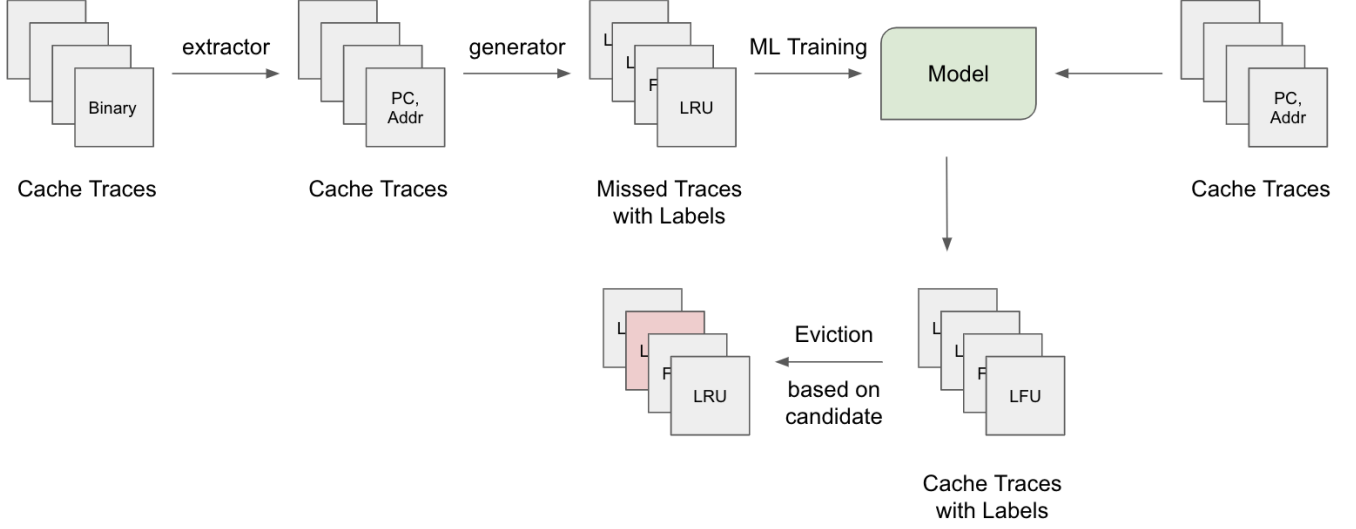 extractor
generator
ML Training
Binary
PC,
Addr
L
L
F
LRU
Model
PC,
Addr
Cache Traces
Cache Traces
Missed Traces
with Labels
Cache Traces
L
L
F
LRU
Eviction
based on
candidate
L
L
F
LFU
Cache Traces
with Labels